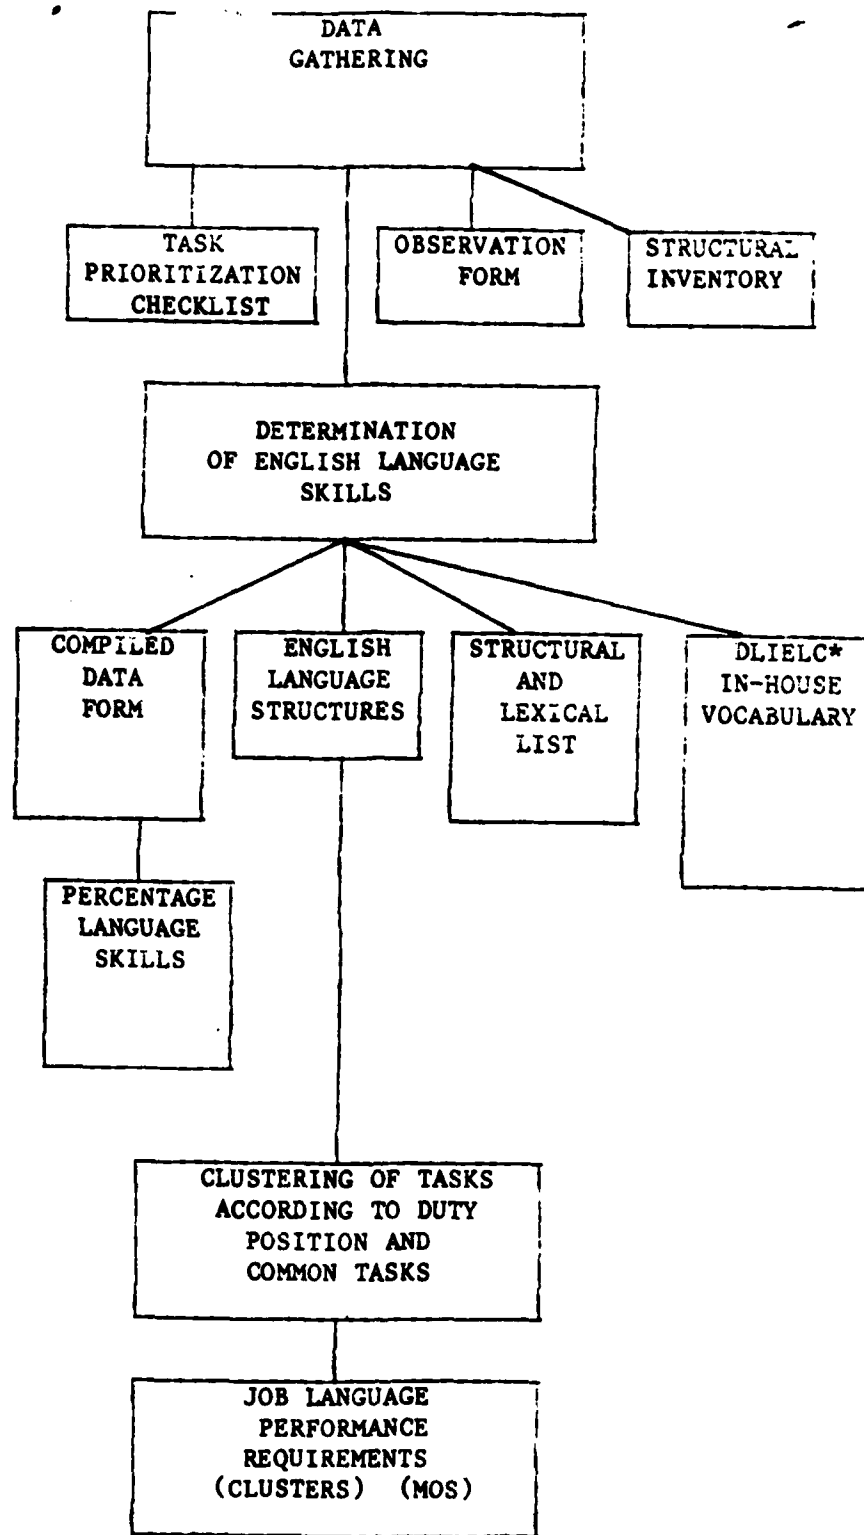 DATA
GATHERING
TASK
PRIORITIZATION
CHECKLIST
OBSERVATION
FORM
STRUCTURAL
INVENTORY
DETERMINATION
OF ENGLISH LANGUAGE
SKILLS
COMPILED
DATA
FORM
ENGLISH
LANGUAGE
STRUCTURES
STRUCTURAL
AND
LEXICAL
LIST
DLIELC*
IN-HOUSE
VOCABULARY
PERCENTAGE
LANGUAGE
SKILLS
CLUSTERING OF TASKS
ACCORDING TO DUTY
POSITION AND
COMMON TASKS
JOB LANGUAGE
PERFORMANCE
REQUIREMENTS
(CLUSTERS) (MOS)